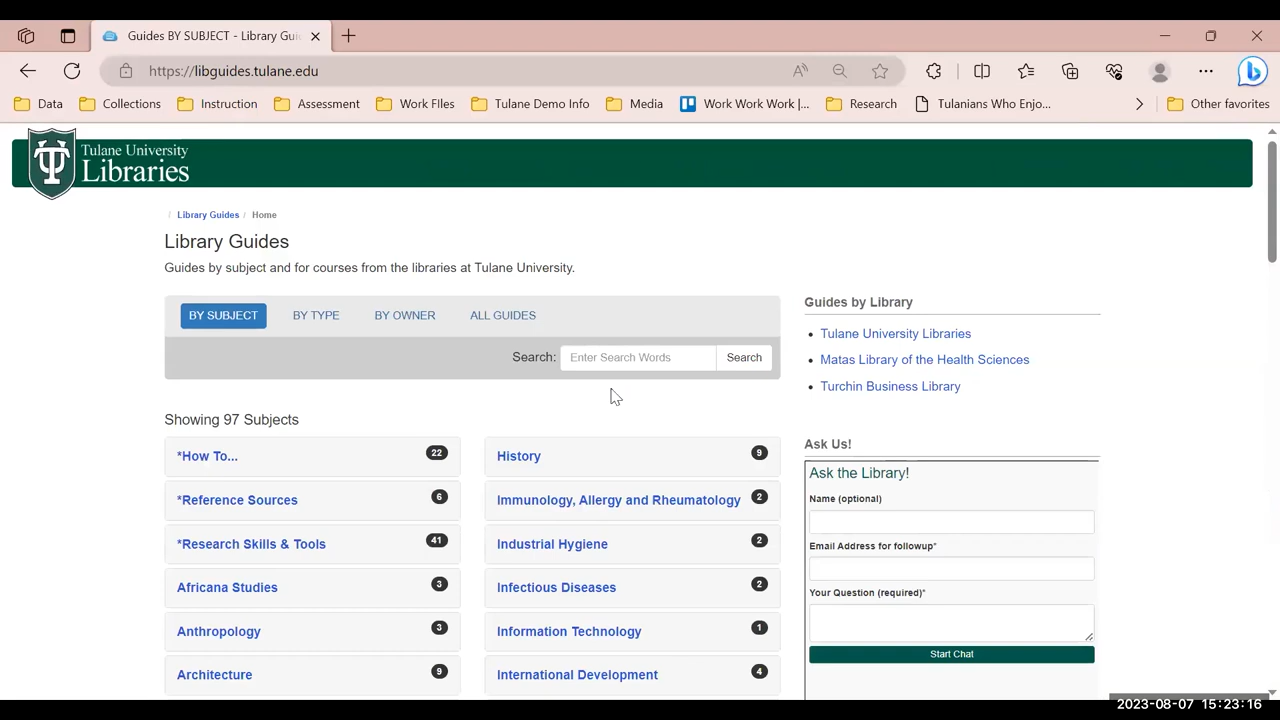 Guides BY SUBJECT - Library Gui
https://libguides.tulane.edu
Data
Collections
Instruction
Assessment
Work FIles
Tulane Demo Info
Media
Work Work Work |...
Research
Tulanians Who Enjo...
Other favorites
Tulane University
Libraries
/ Library Guides / Home
Library Guides
Guides by subject and for courses from the libraries at Tulane University.
BY SUBJECT
BY TYPE
BY OWNER
ALL GUIDES
Search:
Enter Search Words
Search
Showing 97 Subjects
*How To... 22
*Reference Sources 6
*Research Skills & Tools 41
Africana Studies 3
Anthropology 3
Architecture 9
History 9
Immunology, Allergy and Rheumatology 2
Industrial Hygiene 2
Infectious Diseases 2
Information Technology 1
International Development 4
Guides by Library
Tulane University Libraries
Matas Library of the Health Sciences
Turchin Business Library
Ask Us!
Ask the Library!
Name (optional)
Email Address for followup*
Your Question (required)*
Start Chat
2023-08-07 15:23:16